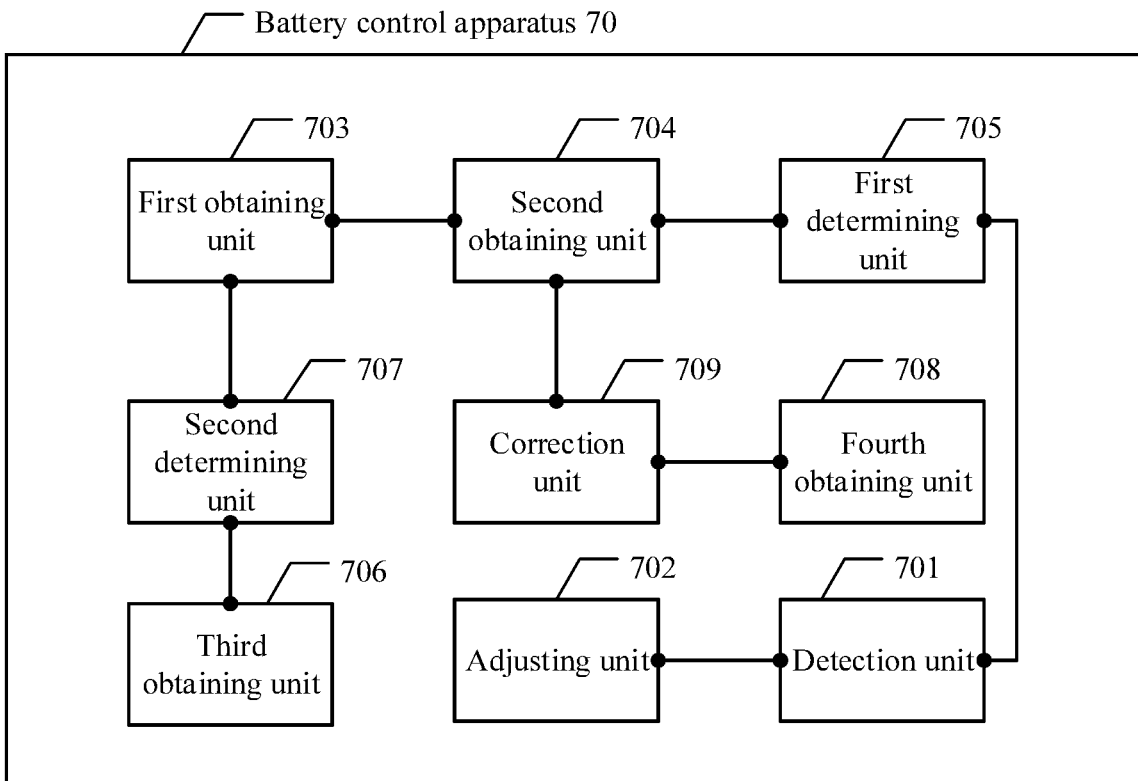 Battery control apparatus 70
703
704
705
First obtaining
unit
Second
obtaining unit
First
determining
unit
707
709
708
Second
determining
unit
Correction
unit
Fourth
obtaining unit
706
702
701
Third
obtaining unit
Adjusting unit
Detection unit